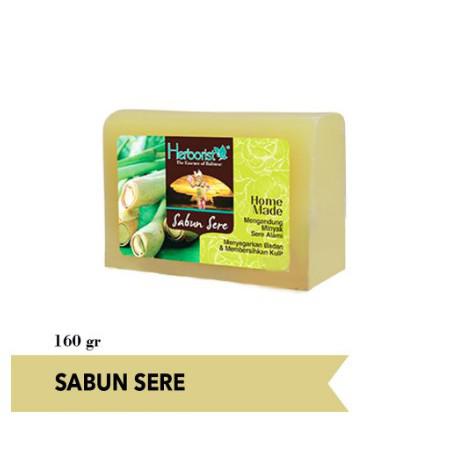 Herborist
The Essence of Balinese
Sabun Sere
Home
Made
Mengandung
Minyak
Sere Alami
Menyegarkan Badan
& Membersihkan Kulit
160 gr
SABUN SERE